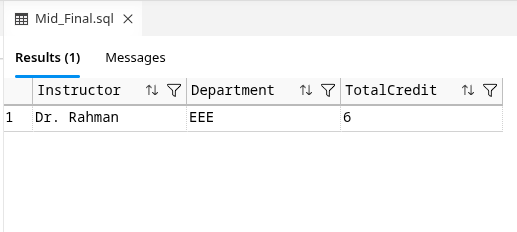 Mid_Final.sql
Results (1) Messages
Instructor Department TotalCredit
1 Dr. Rahman EEE 6